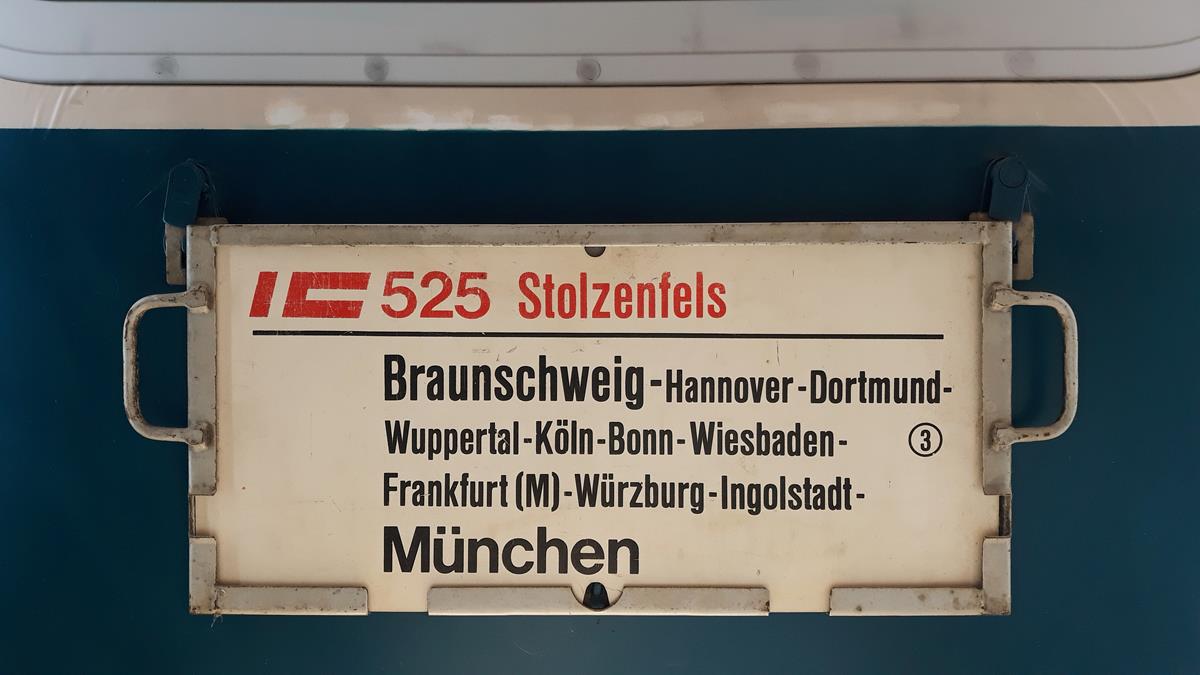 IC 525 Stolzenfels
Braunschweig-Hannover-Dortmund-
Wuppertal-Köln-Bonn-Wiesbaden- ③
Frankfurt (M)-Würzburg-Ingolstadt-
München